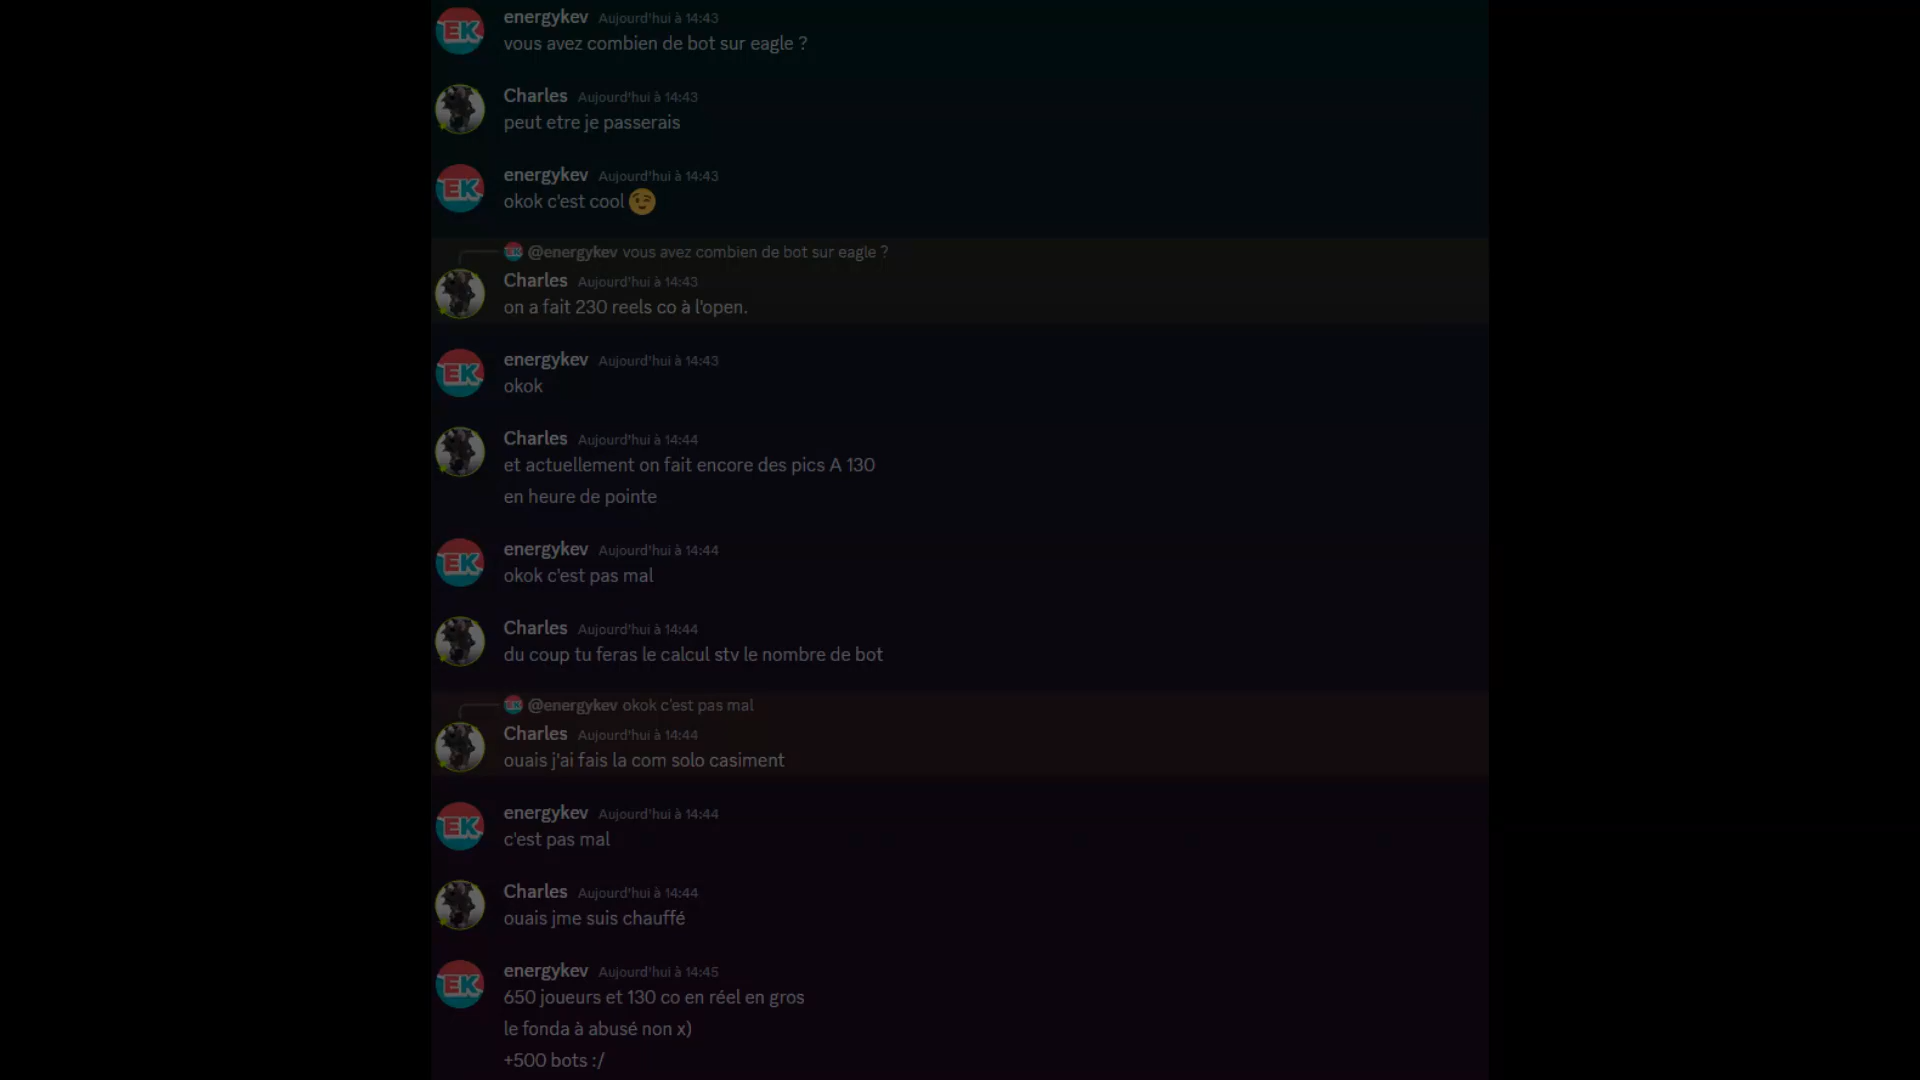 energykev Aujourd'hui à 14:43
vous avez combien de bot sur eagle ?
Charles Aujourd'hui à 14:43
peut etre je passerais
energykev Aujourd'hui à 14:43
okok c'est cool 😉
@energykev vous avez combien de bot sur eagle ?
Charles Aujourd'hui à 14:43
on a fait 230 reels co à l'open.
energykev Aujourd'hui à 14:43
okok
Charles Aujourd'hui à 14:44
et actuellement on fait encore des pics A 130
en heure de pointe
energykev Aujourd'hui à 14:44
okok c'est pas mal
Charles Aujourd'hui à 14:44
du coup tu feras le calcul stv le nombre de bot
@energykev okok c'est pas mal
Charles Aujourd'hui à 14:44
ouais j'ai fais la com solo casiment
energykev Aujourd'hui à 14:44
c'est pas mal
Charles Aujourd'hui à 14:44
ouais jme suis chauffé
energykev Aujourd'hui à 14:45
650 joueurs et 130 co en réel en gros
le fonda à abusé non x)
+500 bots :/